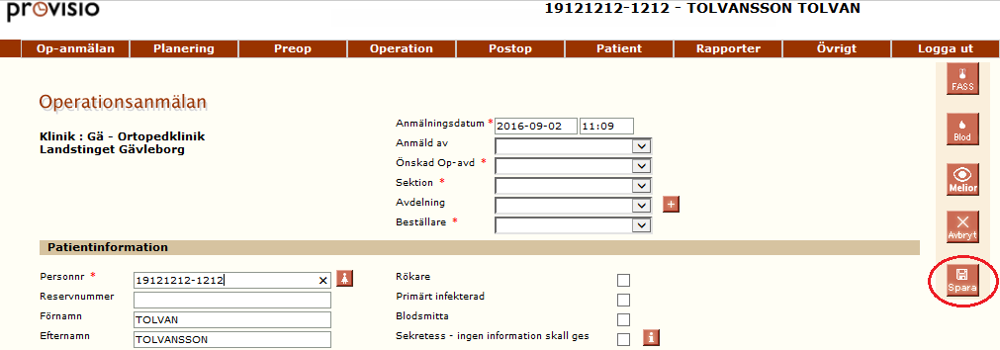 provisio
19121212-1212 - TOLVANSSON TOLVAN
Op-anmälan Planering Preop Operation Postop Patient Rapporter Övrigt Logga ut
FASS
Operationsanmälan
Klinik : Gä - Ortopedklinik
Landstinget Gävleborg
Anmälningsdatum * 2016-09-02 11:09
Anmäld av
Önskad Op-avd *
Sektion *
Avdelning +
Beställare *
Blod
Melior
Avbryt
Spara
Patientinformation
Personnr * 19121212-1212 ×
Reservnummer
Förnamn TOLVAN
Efternamn TOLVANSSON
Rökare
Primärt infekterad
Blodsmitta
Sekretess - ingen information skall ges i